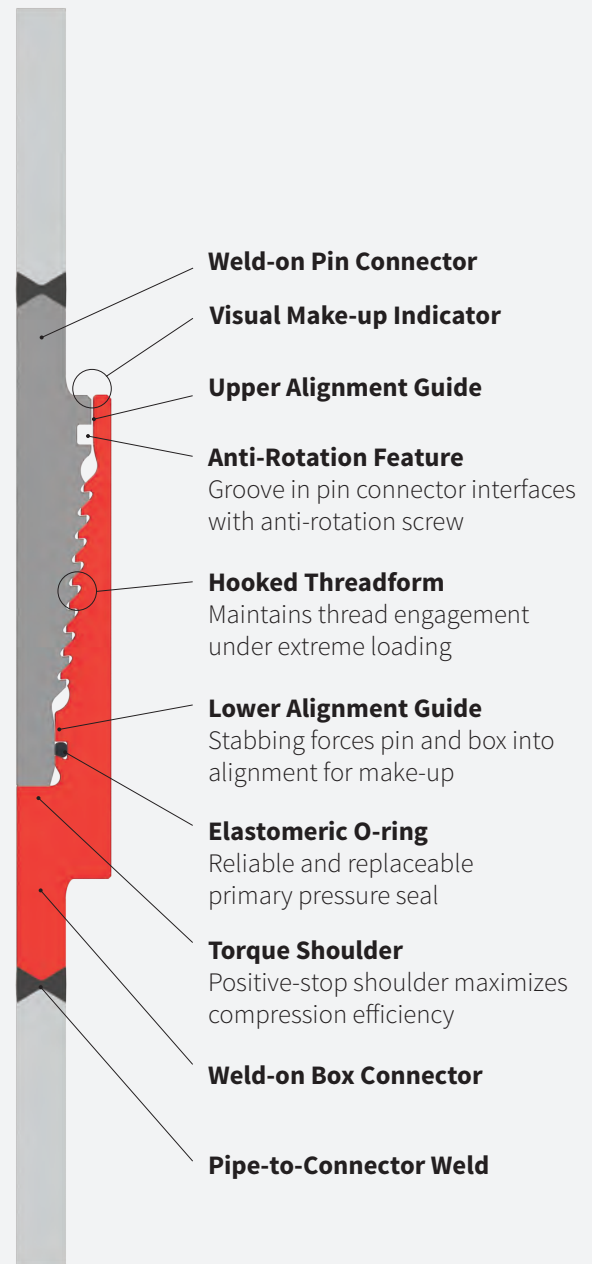 Weld-on Pin Connector
Visual Make-up Indicator
Upper Alignment Guide
Anti-Rotation Feature
Groove in pin connector interfaces
with anti-rotation screw
Hooked Threadform
Maintains thread engagement
under extreme loading
Lower Alignment Guide
Stabbing forces pin and box into
alignment for make-up
Elastomeric O-ring
Reliable and replaceable
primary pressure seal
Torque Shoulder
Positive-stop shoulder maximizes
compression efficiency
Weld-on Box Connector
Pipe-to-Connector Weld